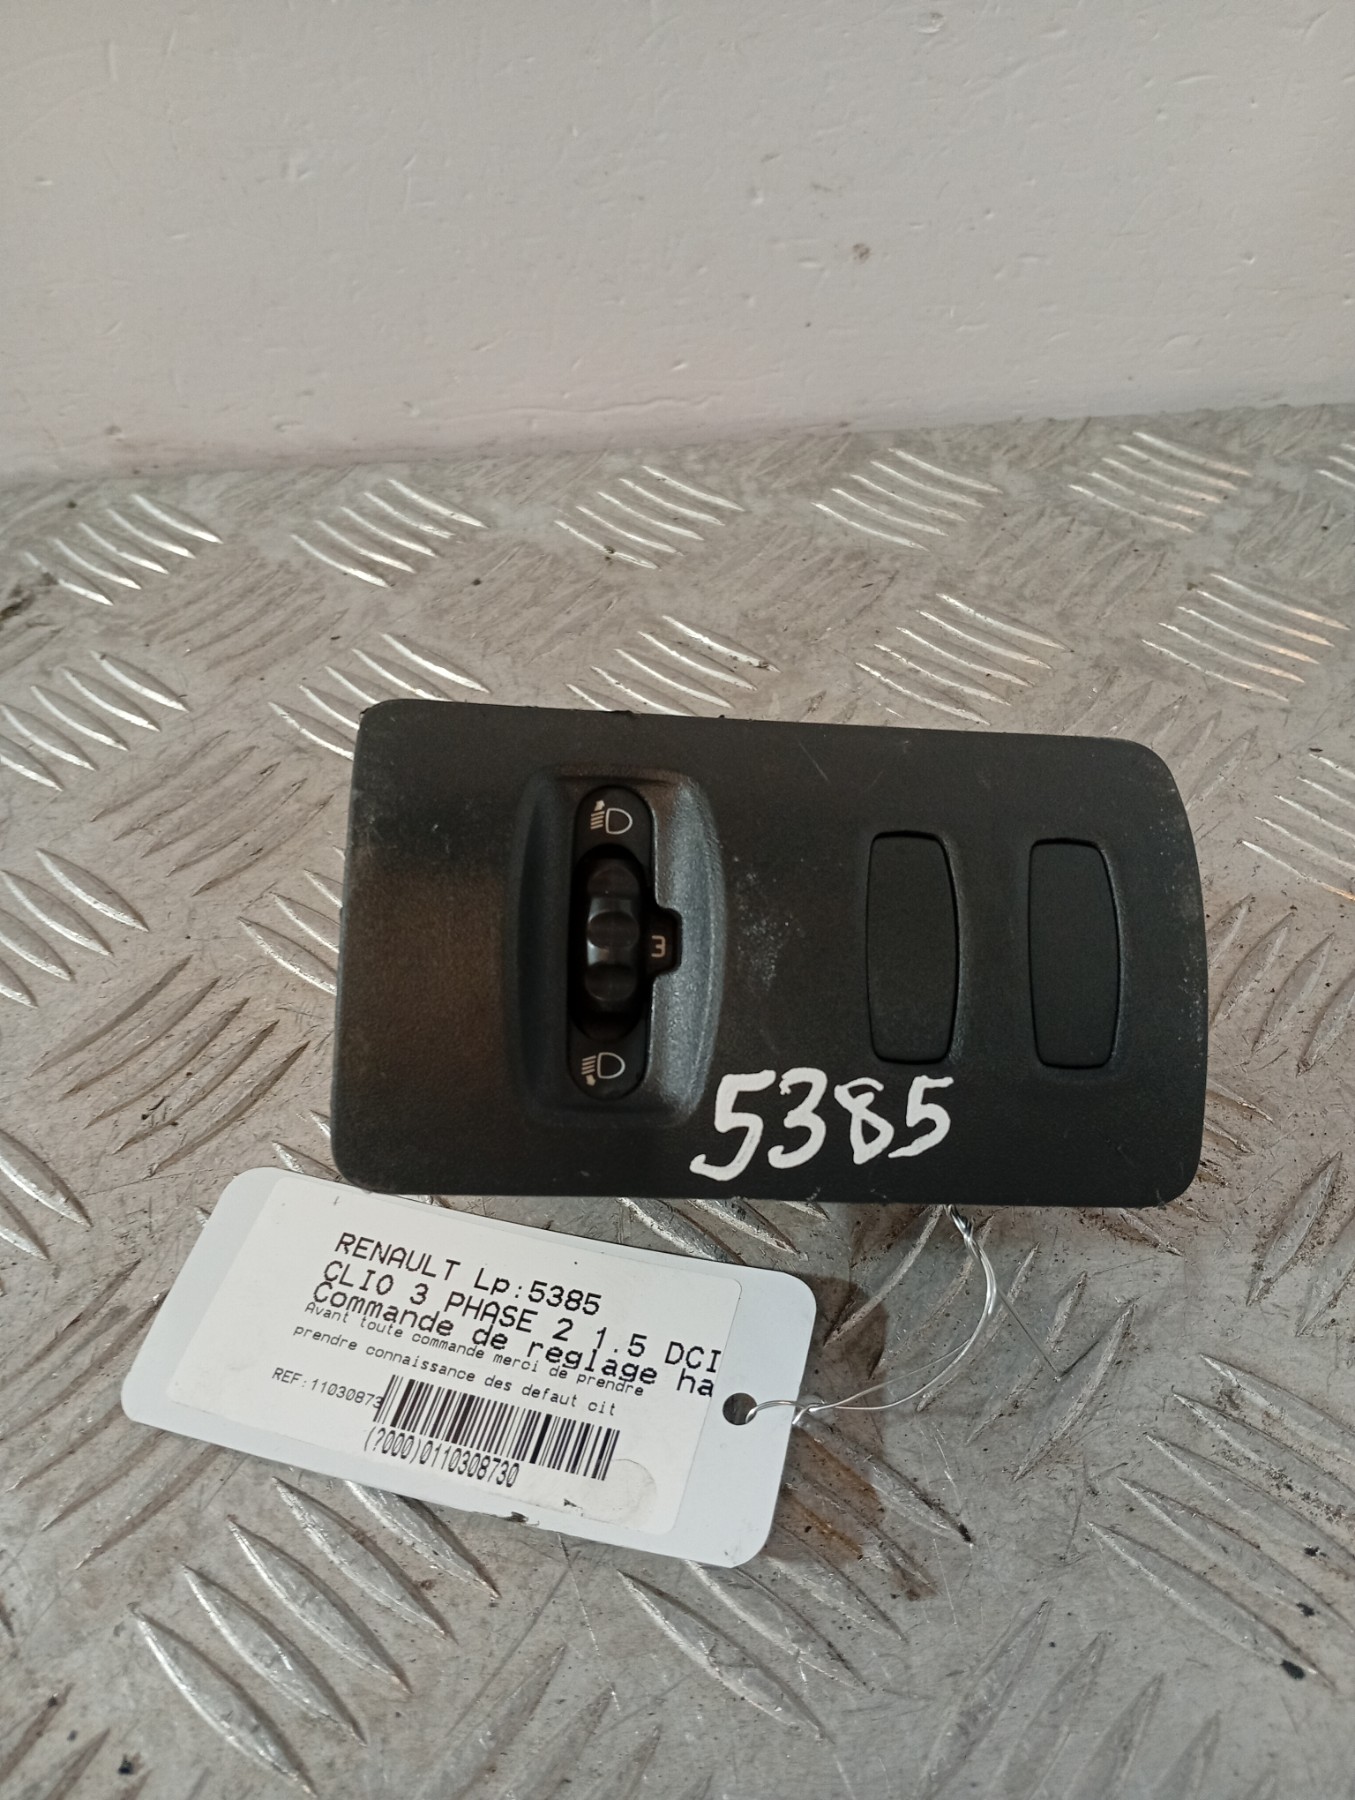 3
5385
RENAULT Lp:5385
CLIO 3 PHASE 2 1.5 DCI
Commande de reglage ha
Avant toute commande merci de prendre
prendre connaissance des defaut cit
REF:11030873
(?000)0110308730